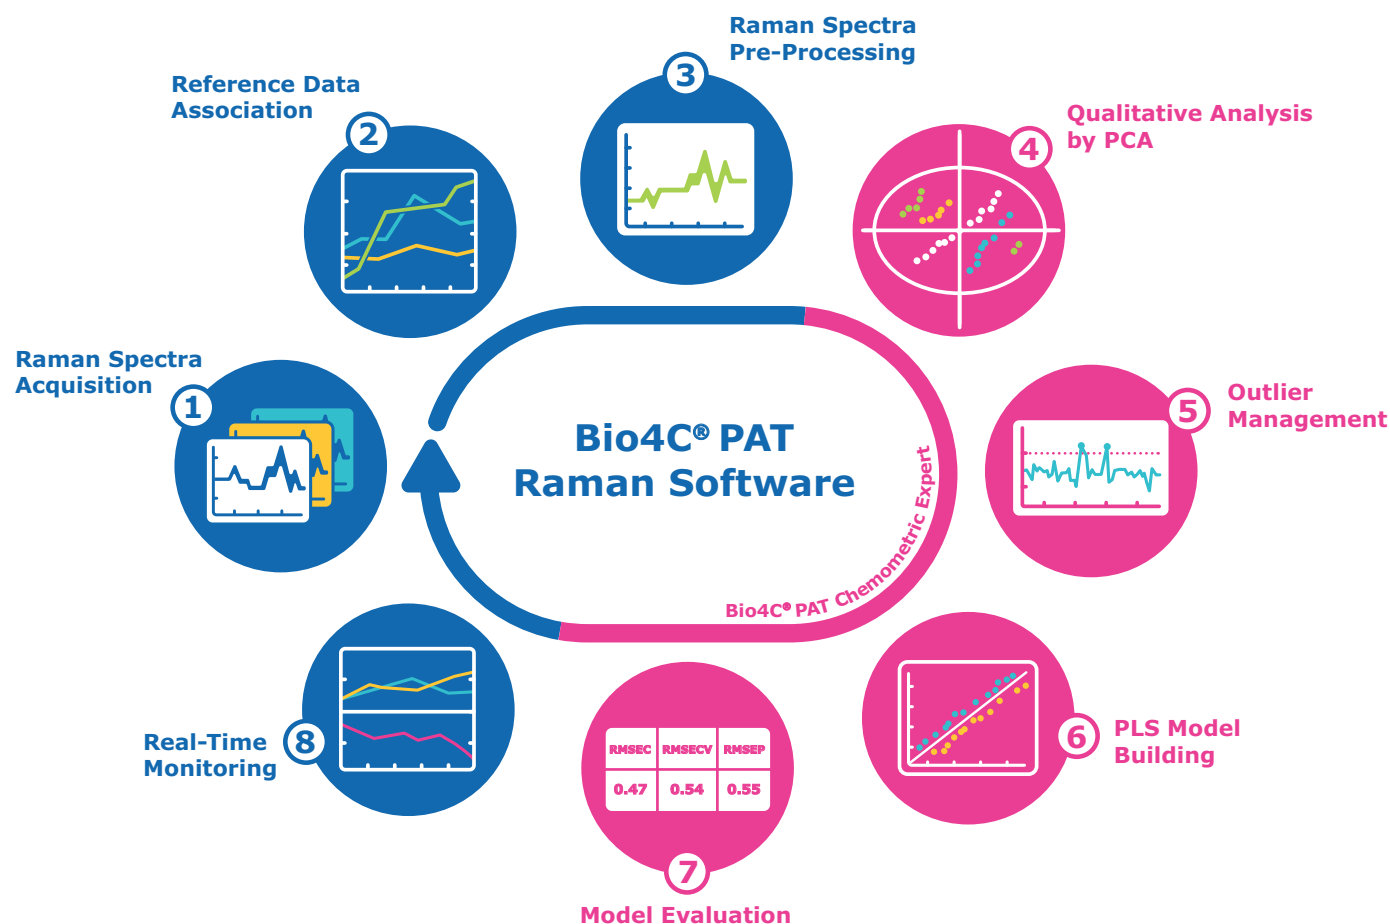 Raman Spectra
Pre-Processing
3
Reference Data
Association
2
Qualitative Analysis
by PCA
4
Raman Spectra
Acquisition
1
Outlier
Management
5
Bio4C® PAT
Raman Software
Bio4C® PAT Chemometric Expert
Real-Time
Monitoring
8
PLS Model
Building
6
RMSEC RMSECV RMSEP
0.47 0.54 0.55
7
Model Evaluation